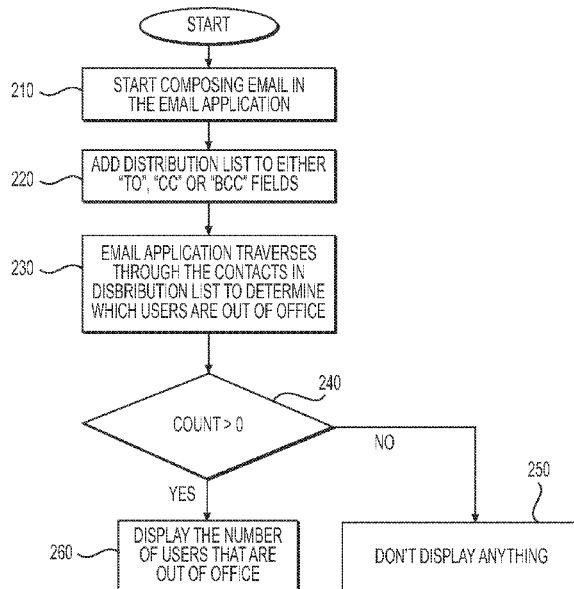 START
210
START COMPOSING EMAIL IN
THE EMAIL APPLICATION
220
ADD DISTRIBUTION LIST TO EITHER
"TO", "CC" OR "BCC" FIELDS
230
EMAIL APPLICATION TRAVERSES
THROUGH THE CONTACTS IN
DISBRIBUTION LIST TO DETERMINE
WHICH USERS ARE OUT OF OFFICE
240
COUNT > 0
NO
YES
250
260
DISPLAY THE NUMBER
OF USERS THAT ARE
OUT OF OFFICE
DON'T DISPLAY ANYTHING